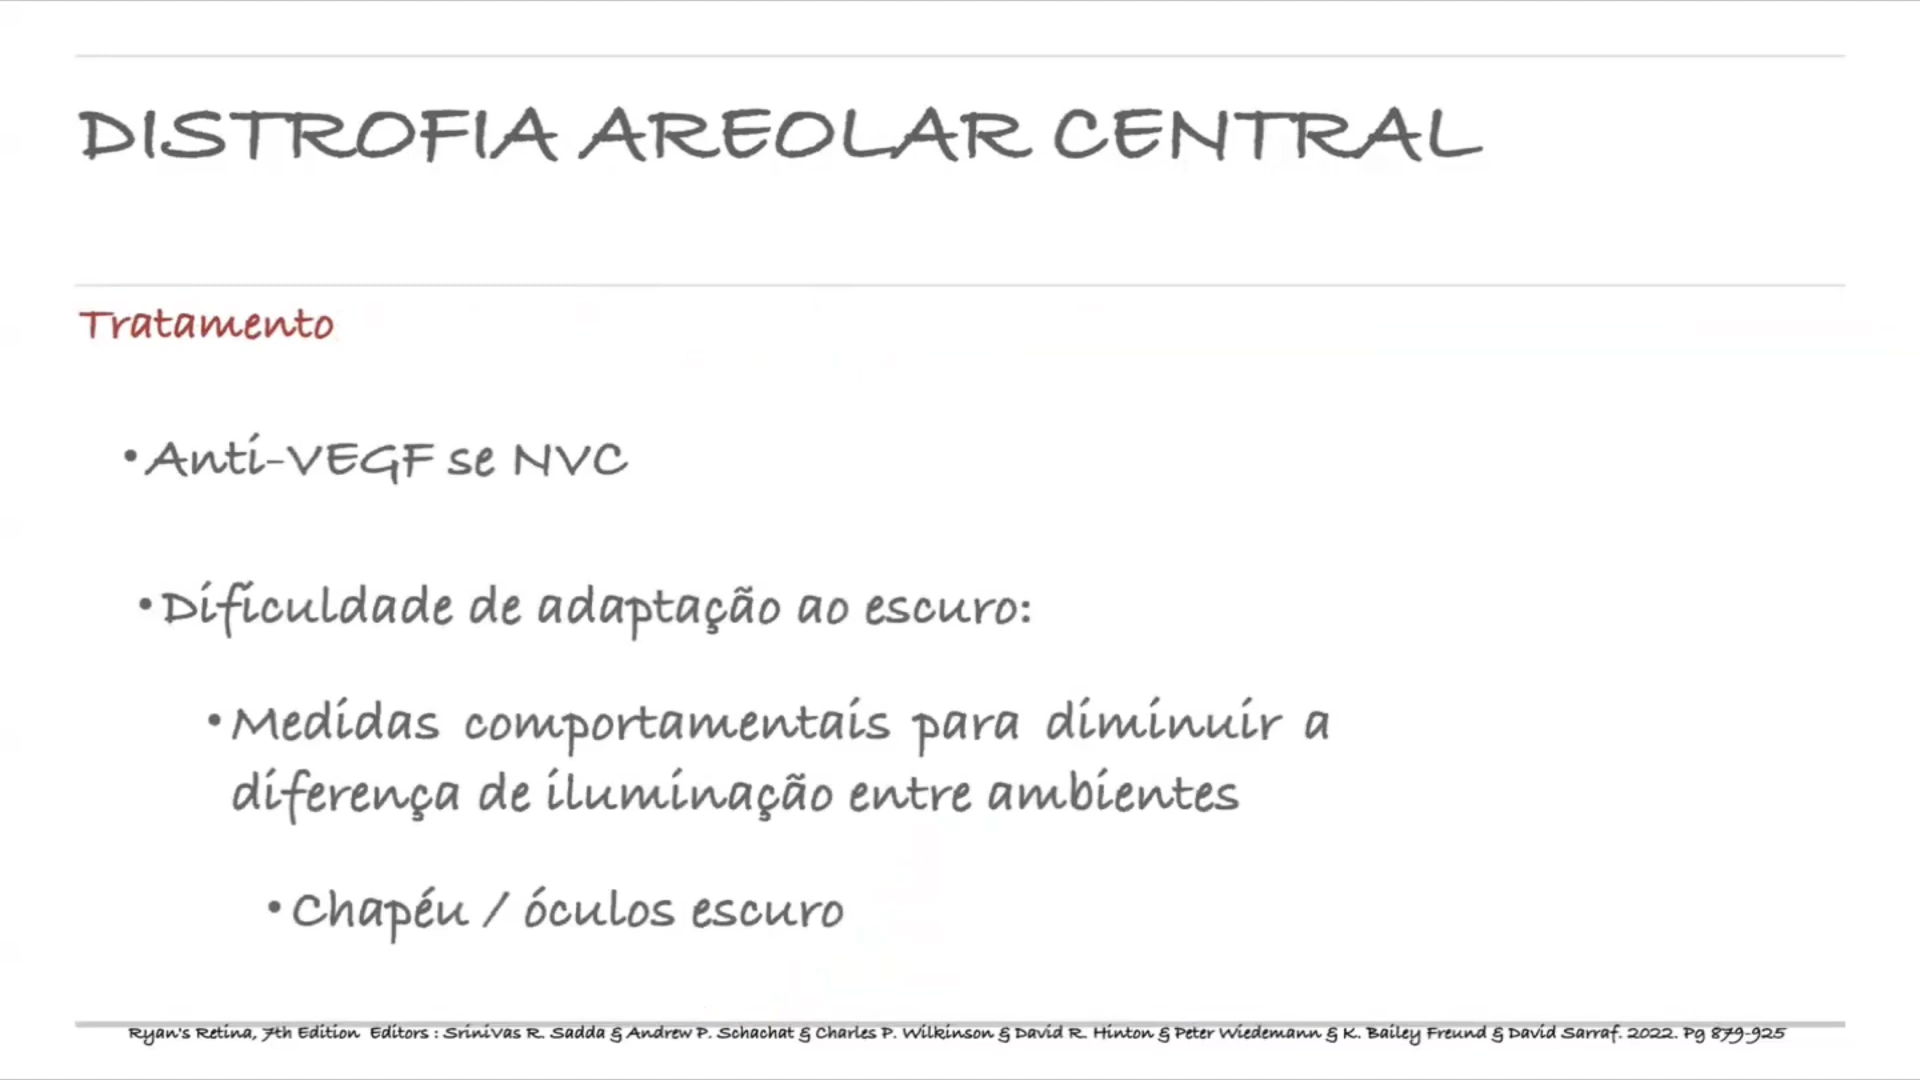 DISTROFIA AREOLAR CENTRAL
Tratamento
• Anti-VEGF se NVC
• Dificuldade de adaptação ao escuro:
• Medidas comportamentais para diminuir a
diferença de iluminação entre ambientes
• Chapéu / óculos escuro
Ryan's Retina, 7th Edition Editors : Srinivas R. Sadda & Andrew P. Schachat & Charles P. Wilkinson & David R. Hinton & Peter Wiedemann & K. Bailey Freund & David Sarraf. 2022. Pg 879-925